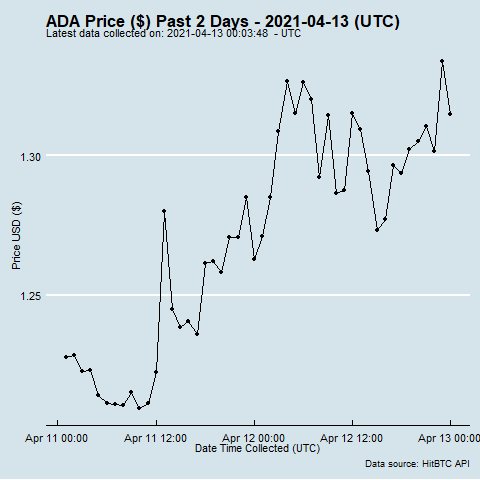 ADA Price ($) Past 2 Days - 2021-04-13 (UTC)
Latest data collected on: 2021-04-13 00:03:48  - UTC
1.30
Price USD ($)
1.25
Apr 11 00:00
Apr 11 12:00
Apr 12 00:00
Apr 12 12:00
Apr 13 00:00
Date Time Collected (UTC)
Data source: HitBTC API